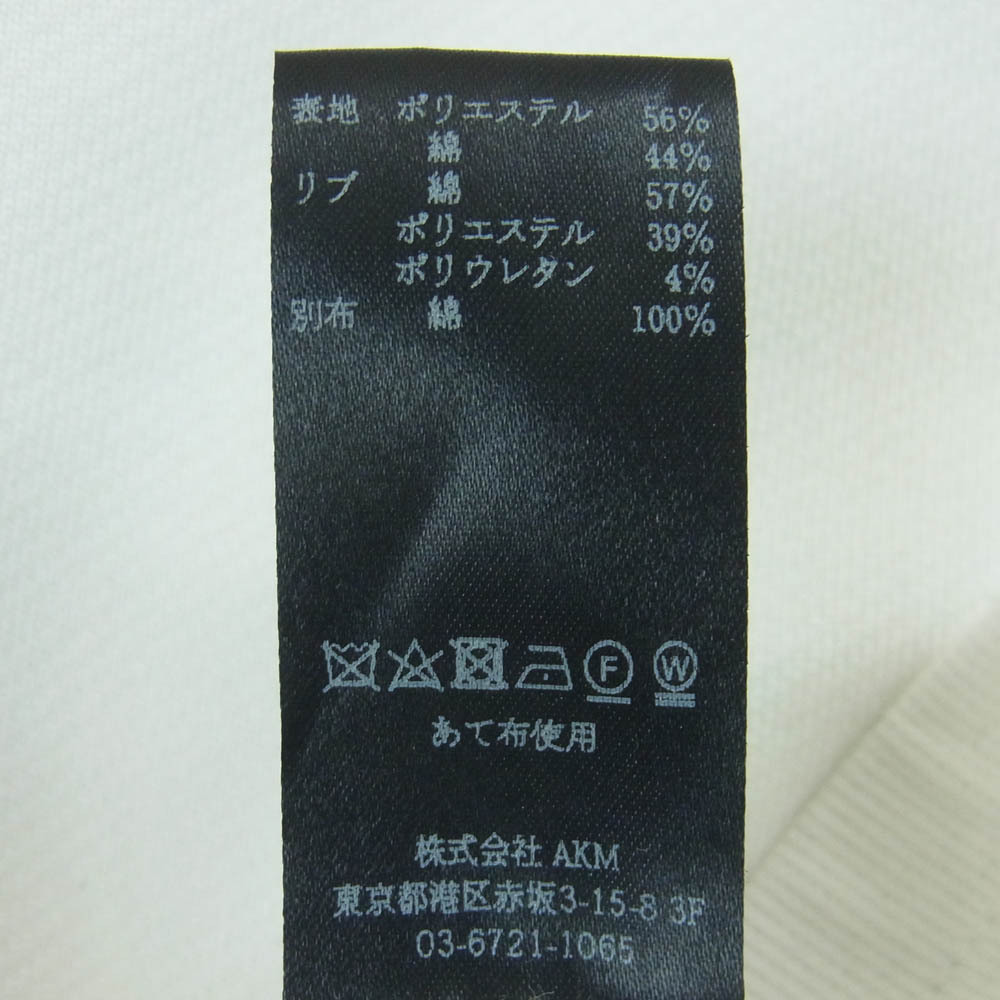 表地 ポリエステル 56%
綿 44%
リブ 綿 57%
ポリエステル 39%
ポリウレタン 4%
別布 綿 100%
F W
あて布使用
株式会社 AKM
東京都港区赤坂3-15-8 3F
03-6721-1065